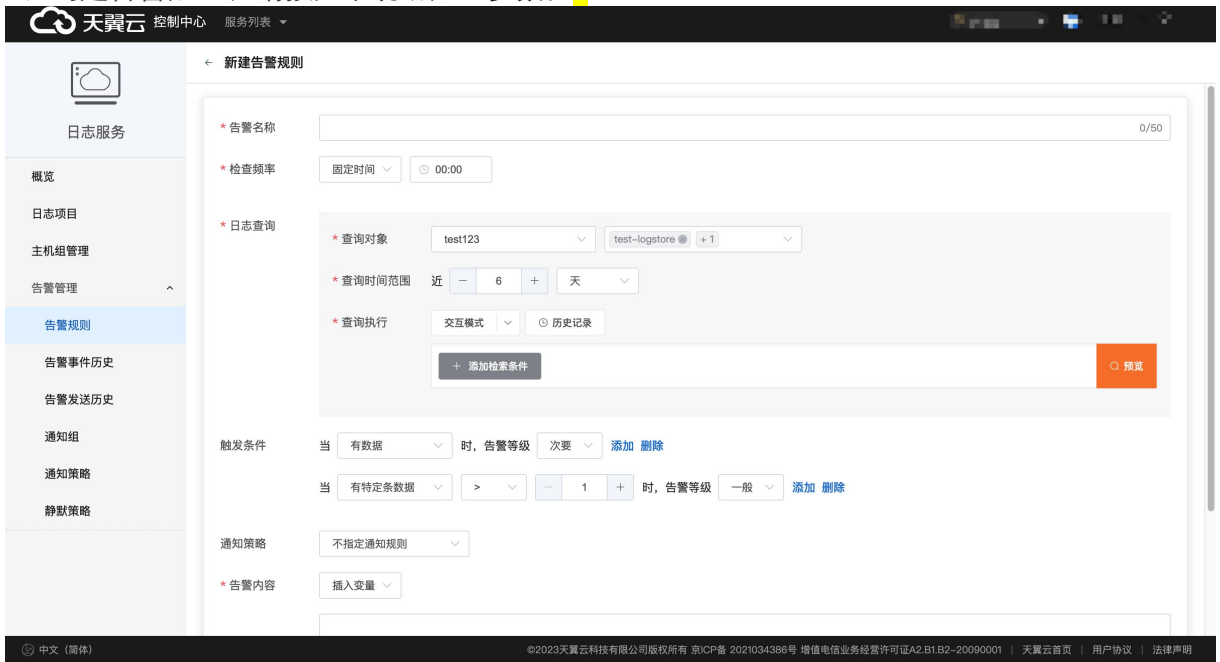 天翼云 控制中心 服务列表
← 新建告警规则
日志服务
概览
日志项目
主机组管理
告警管理
告警规则
告警事件历史
告警发送历史
通知组
通知策略
静默策略
* 告警名称 0/50
* 检查频率 固定时间 00:00
* 日志查询
* 查询对象 test123 test-logstore + 1
* 查询时间范围 近 － 6 + 天
* 查询执行 交互模式 历史记录
+ 添加检索条件 预览
触发条件 当 有数据 时，告警等级 次要 添加 删除
当 有特定条数据 > － 1 + 时，告警等级 一般 添加 删除
通知策略 不指定通知规则
* 告警内容 插入变量
中文（简体） ©2023天翼云科技有限公司版权所有 京ICP备 2021034386号 增值电信业务经营许可证A2.B1.B2-20090001 | 天翼云首页 | 用户协议 | 法律声明